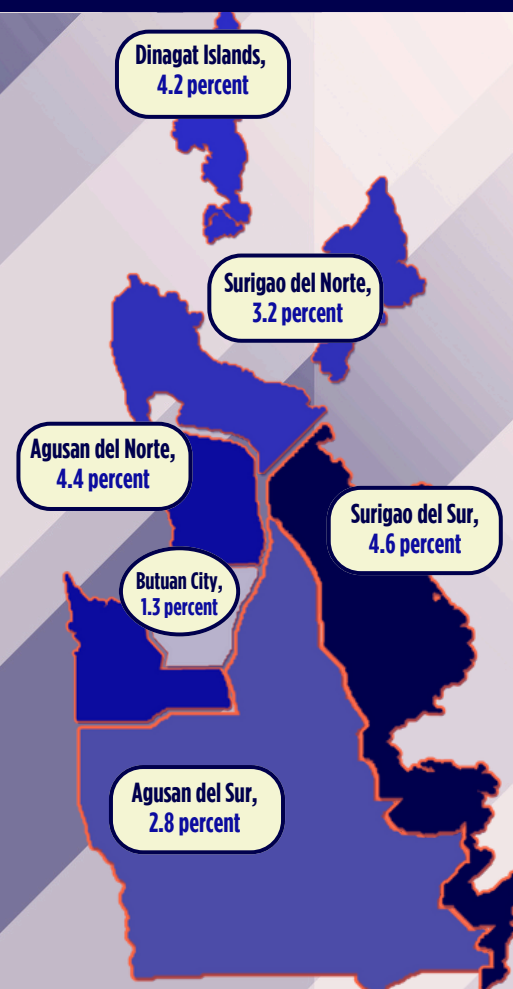 Dinagat Islands,
4.2 percent
Surigao del Norte,
3.2 percent
Agusan del Norte,
4.4 percent
Surigao del Sur,
4.6 percent
Butuan City,
1.3 percent
Agusan del Sur,
2.8 percent